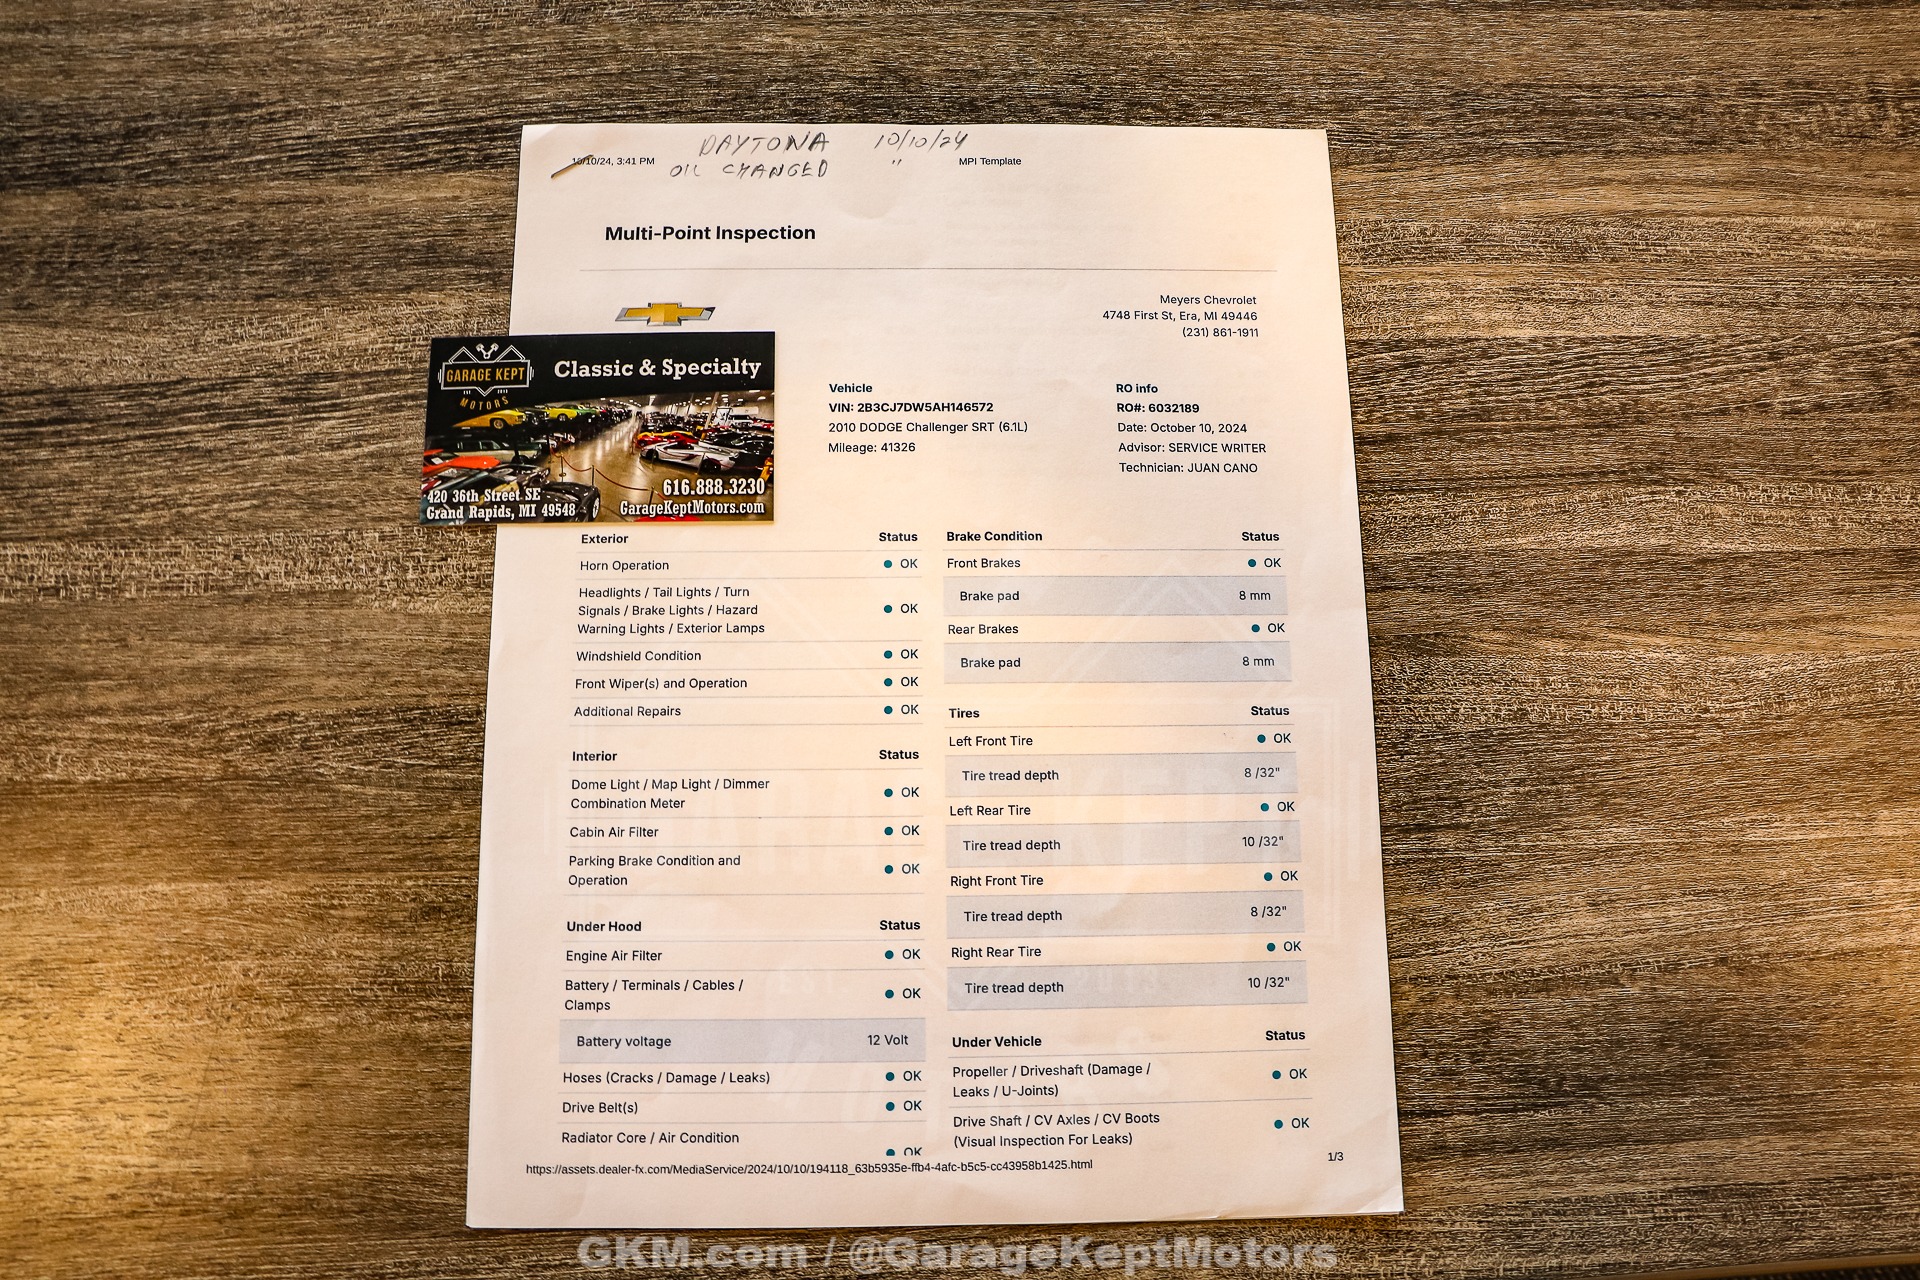 DAYTONA 10/10/24
10/10/24, 3:41 PM
OIL CHANGED "
MPI Template
Multi-Point Inspection
Meyers Chevrolet
4748 First St, Era, MI 49446
(231) 861-1911
GARAGE KEPT
EST 2013
MOTORS
Classic & Specialty
420 36th Street SE
Grand Rapids, MI 49548
616.888.3230
GarageKeptMotors.com
Vehicle
VIN: 2B3CJ7DW5AH146572
2010 DODGE Challenger SRT (6.1L)
Mileage: 41326
RO info
RO#: 6032189
Date: October 10, 2024
Advisor: SERVICE WRITER
Technician: JUAN CANO
Exterior Status
Horn Operation OK
Headlights / Tail Lights / Turn
Signals / Brake Lights / Hazard OK
Warning Lights / Exterior Lamps
Windshield Condition OK
Front Wiper(s) and Operation OK
Additional Repairs OK
Interior Status
Dome Light / Map Light / Dimmer
Combination Meter OK
Cabin Air Filter OK
Parking Brake Condition and
Operation OK
Under Hood Status
Engine Air Filter OK
Battery / Terminals / Cables /
Clamps OK
Battery voltage 12 Volt
Hoses (Cracks / Damage / Leaks) OK
Drive Belt(s) OK
Radiator Core / Air Condition
OK
Brake Condition Status
Front Brakes OK
Brake pad 8 mm
Rear Brakes OK
Brake pad 8 mm
Tires Status
Left Front Tire OK
Tire tread depth 8 /32"
Left Rear Tire OK
Tire tread depth 10 /32"
Right Front Tire OK
Tire tread depth 8 /32"
Right Rear Tire OK
Tire tread depth 10 /32"
Under Vehicle Status
Propeller / Driveshaft (Damage /
Leaks / U-Joints) OK
Drive Shaft / CV Axles / CV Boots
(Visual Inspection For Leaks) OK
https://assets.dealer-fx.com/MediaService/2024/10/10/194118_63b5935e-ffb4-4afc-b5c5-cc43958b1425.html
1/3
GKM.com / @GarageKeptMotors